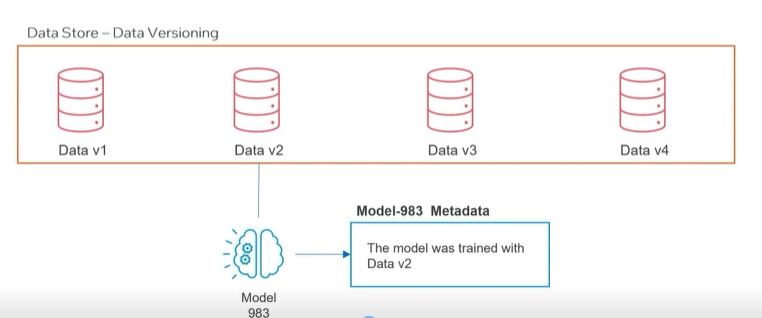 Data Store – Data Versioning
Data v1
Data v2
Data v3
Data v4
Model-983 Metadata
The model was trained with
Data v2
Model
983